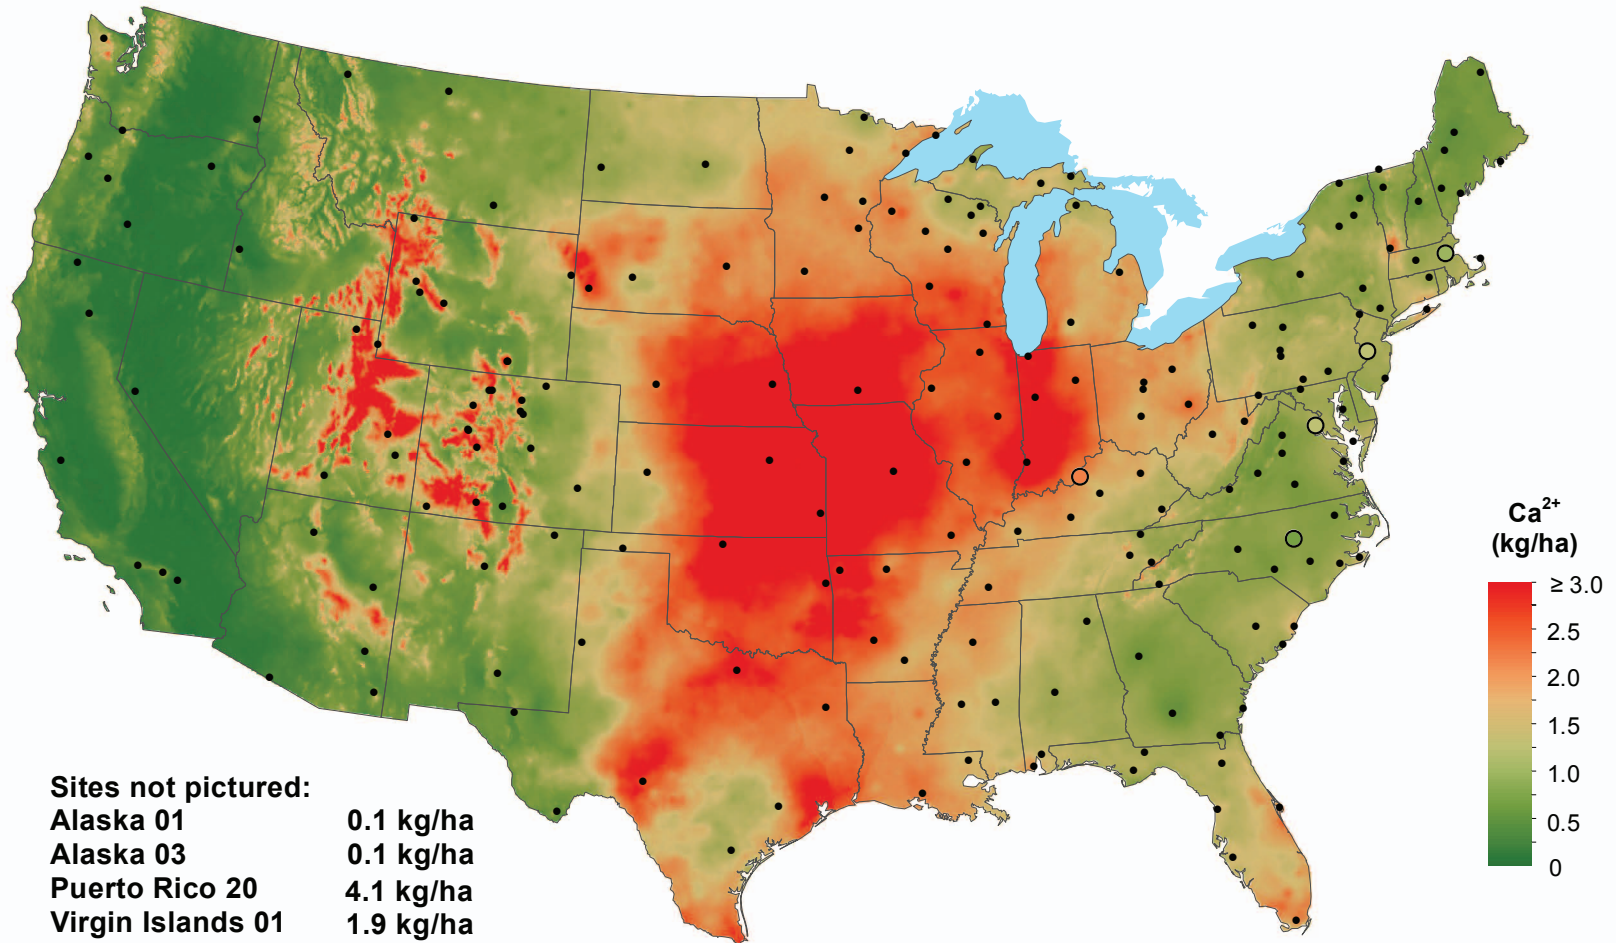 Ca²⁺
(kg/ha)
≥ 3.0
2.5
2.0
1.5
1.0
0.5
0
Sites not pictured:
Alaska 01 0.1 kg/ha
Alaska 03 0.1 kg/ha
Puerto Rico 20 4.1 kg/ha
Virgin Islands 01 1.9 kg/ha